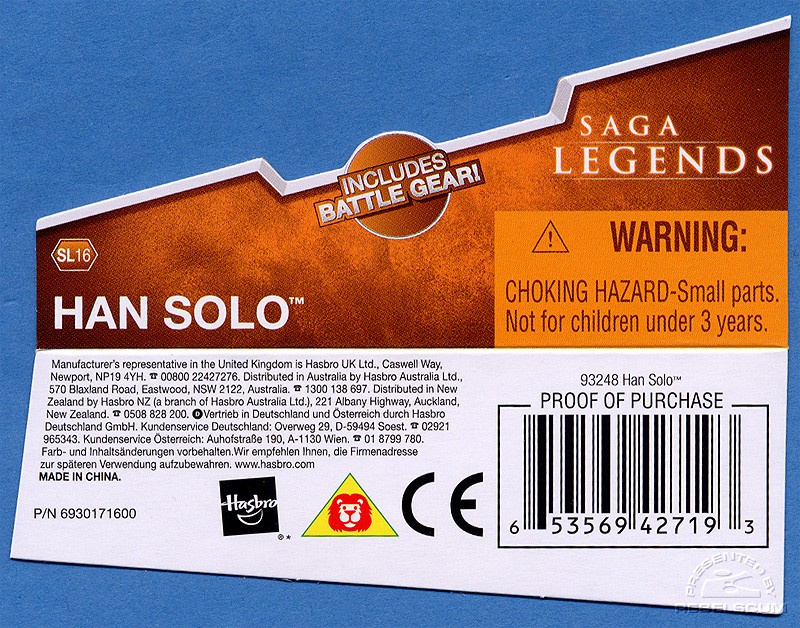 SAGA
LEGENDS
INCLUDES
BATTLE GEAR!
SL16
HAN SOLO™
WARNING:
CHOKING HAZARD-Small parts.
Not for children under 3 years.
Manufacturer's representative in the United Kingdom is Hasbro UK Ltd., Caswell Way,
Newport, NP19 4YH. ☎ 00800 22427276. Distributed in Australia by Hasbro Australia Ltd.,
570 Blaxland Road, Eastwood, NSW 2122, Australia. ☎ 1300 138 697. Distributed in New
Zealand by Hasbro NZ (a branch of Hasbro Australia Ltd.), 221 Albany Highway, Auckland,
New Zealand. ☎ 0508 828 200. D Vertrieb in Deutschland und Österreich durch Hasbro
Deutschland GmbH. Kundenservice Deutschland: Overweg 29, D-59494 Soest. ☎ 02921
965343. Kundenservice Österreich: Auhofstraße 190, A-1130 Wien. ☎ 01 8799 780.
Farb- und Inhaltsänderungen vorbehalten.Wir empfehlen Ihnen, die Firmenadresse
zur späteren Verwendung aufzubewahren. www.hasbro.com
MADE IN CHINA.
P/N 6930171600
Hasbro
®*
CE
93248 Han Solo™
PROOF OF PURCHASE
6 53569 42719 3
PRESENTED BY
REBELSCUM